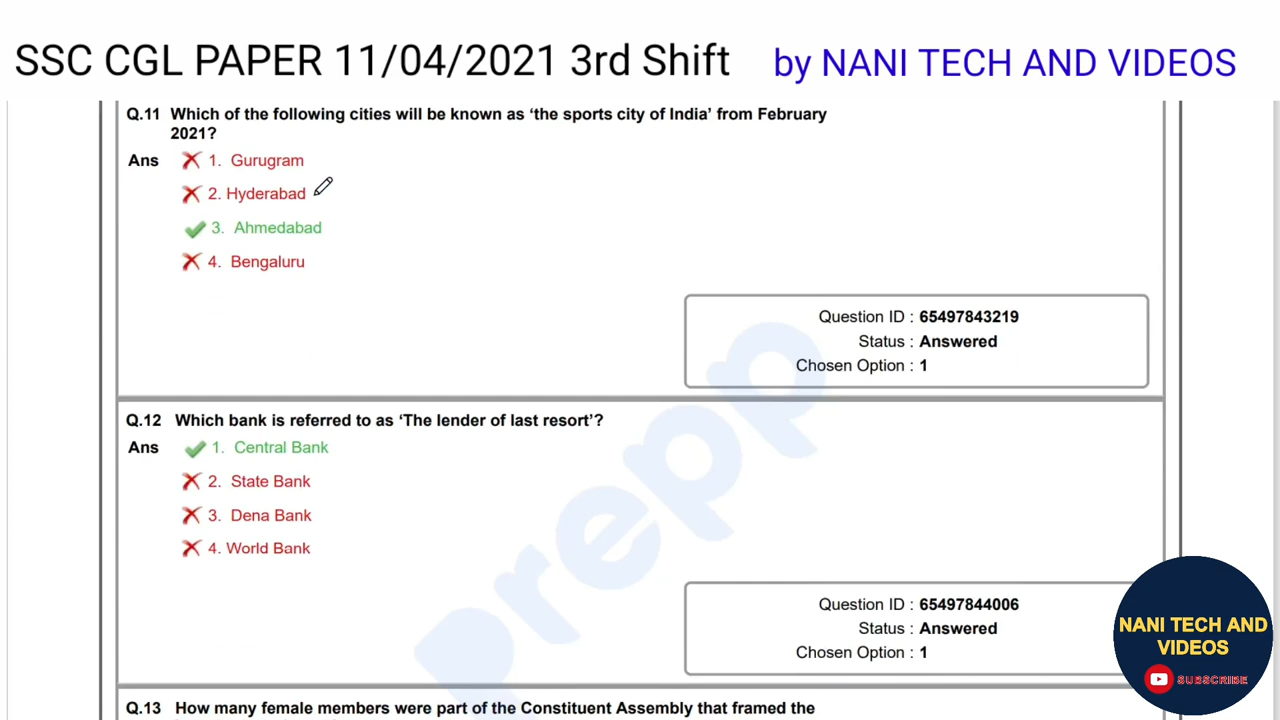 SSC CGL PAPER 11/04/2021 3rd Shift by NANI TECH AND VIDEOS
Q.11 Which of the following cities will be known as ‘the sports city of India’ from February
2021?
Ans 1. Gurugram
2. Hyderabad
3. Ahmedabad
4. Bengaluru
Question ID : 65497843219
Status : Answered
Chosen Option : 1
Q.12 Which bank is referred to as ‘The lender of last resort’?
Ans 1. Central Bank
2. State Bank
3. Dena Bank
4. World Bank
Question ID : 65497844006
Status : Answered
Chosen Option : 1
Prepp
NANI TECH AND
VIDEOS
SUBSCRIBE
Q.13 How many female members were part of the Constituent Assembly that framed the